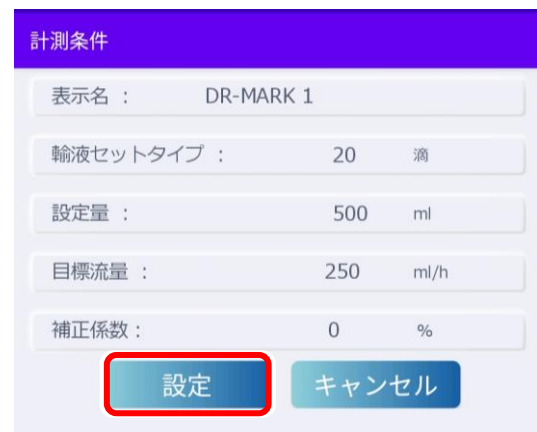 計測条件
表示名 : DR-MARK 1
輸液セットタイプ : 20 滴
設定量 : 500 ml
目標流量 : 250 ml/h
補正係数 : 0 %
設定 キャンセル